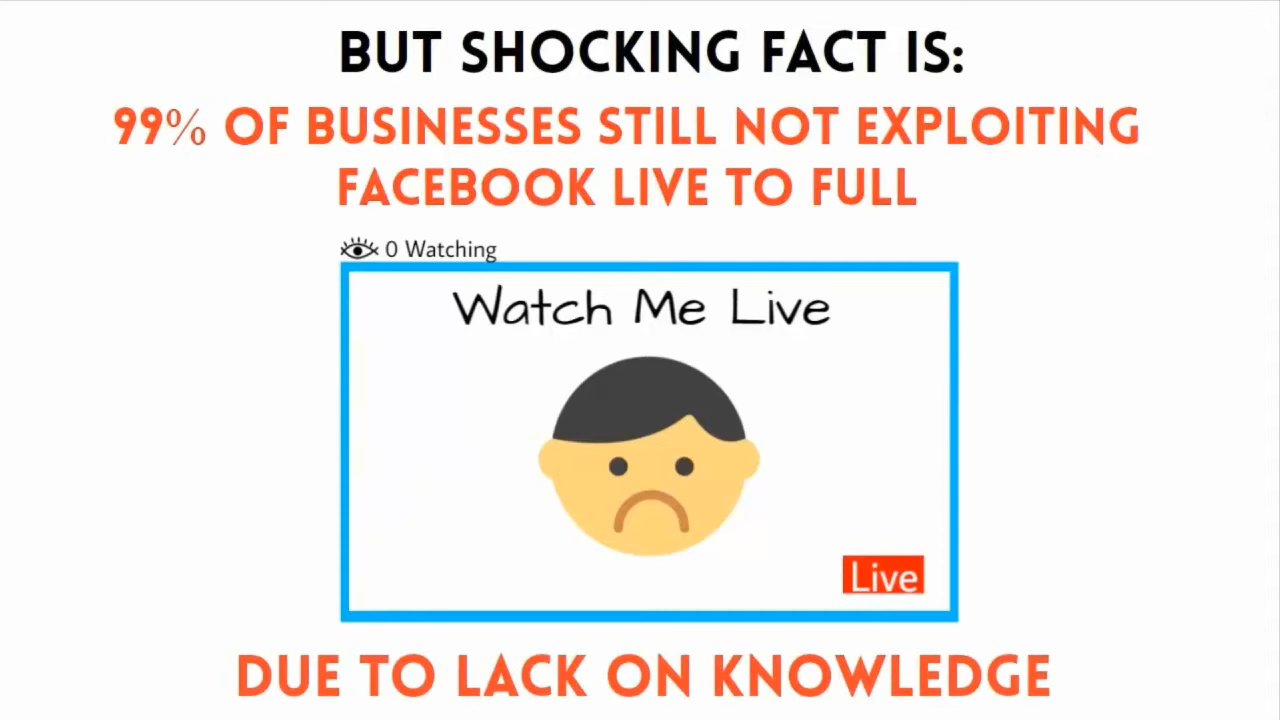 BUT SHOCKING FACT IS:
99% OF BUSINESSES STILL NOT EXPLOITING
FACEBOOK LIVE TO FULL
0 Watching
Watch Me Live
Live
DUE TO LACK ON KNOWLEDGE